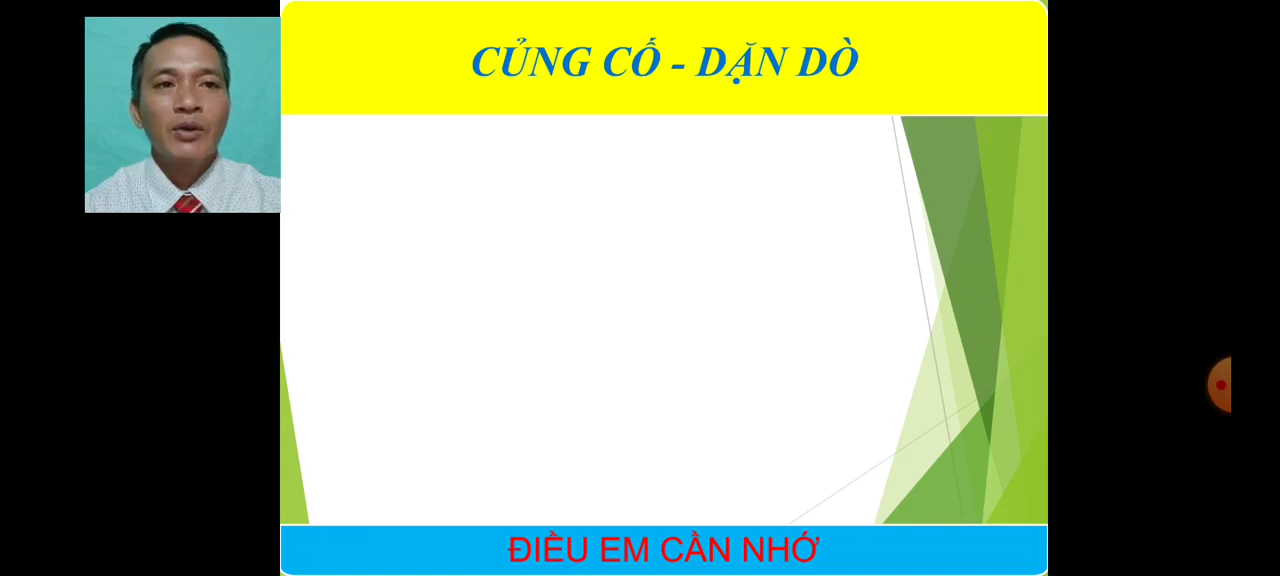 CỦNG CỐ - DẶN DÒ
ĐIỀU EM CẦN NHỚ